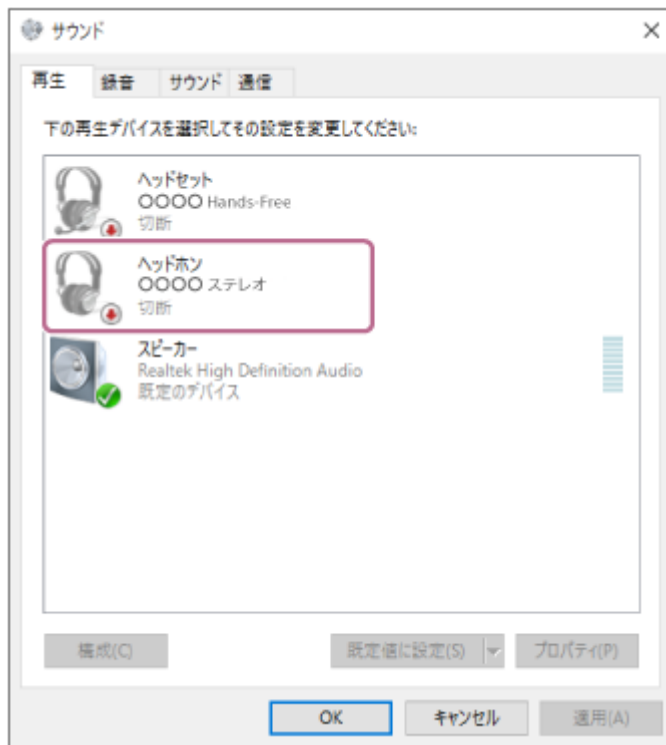 サウンド
再生 録音 サウンド 通信
下の再生デバイスを選択してその設定を変更してください:
ヘッドセット
〇〇〇〇 Hands-Free
切断
ヘッドホン
〇〇〇〇 ステレオ
切断
スピーカー
Realtek High Definition Audio
既定のデバイス
構成(C) 既定値に設定(S) プロパティ(P)
OK キャンセル 適用(A)